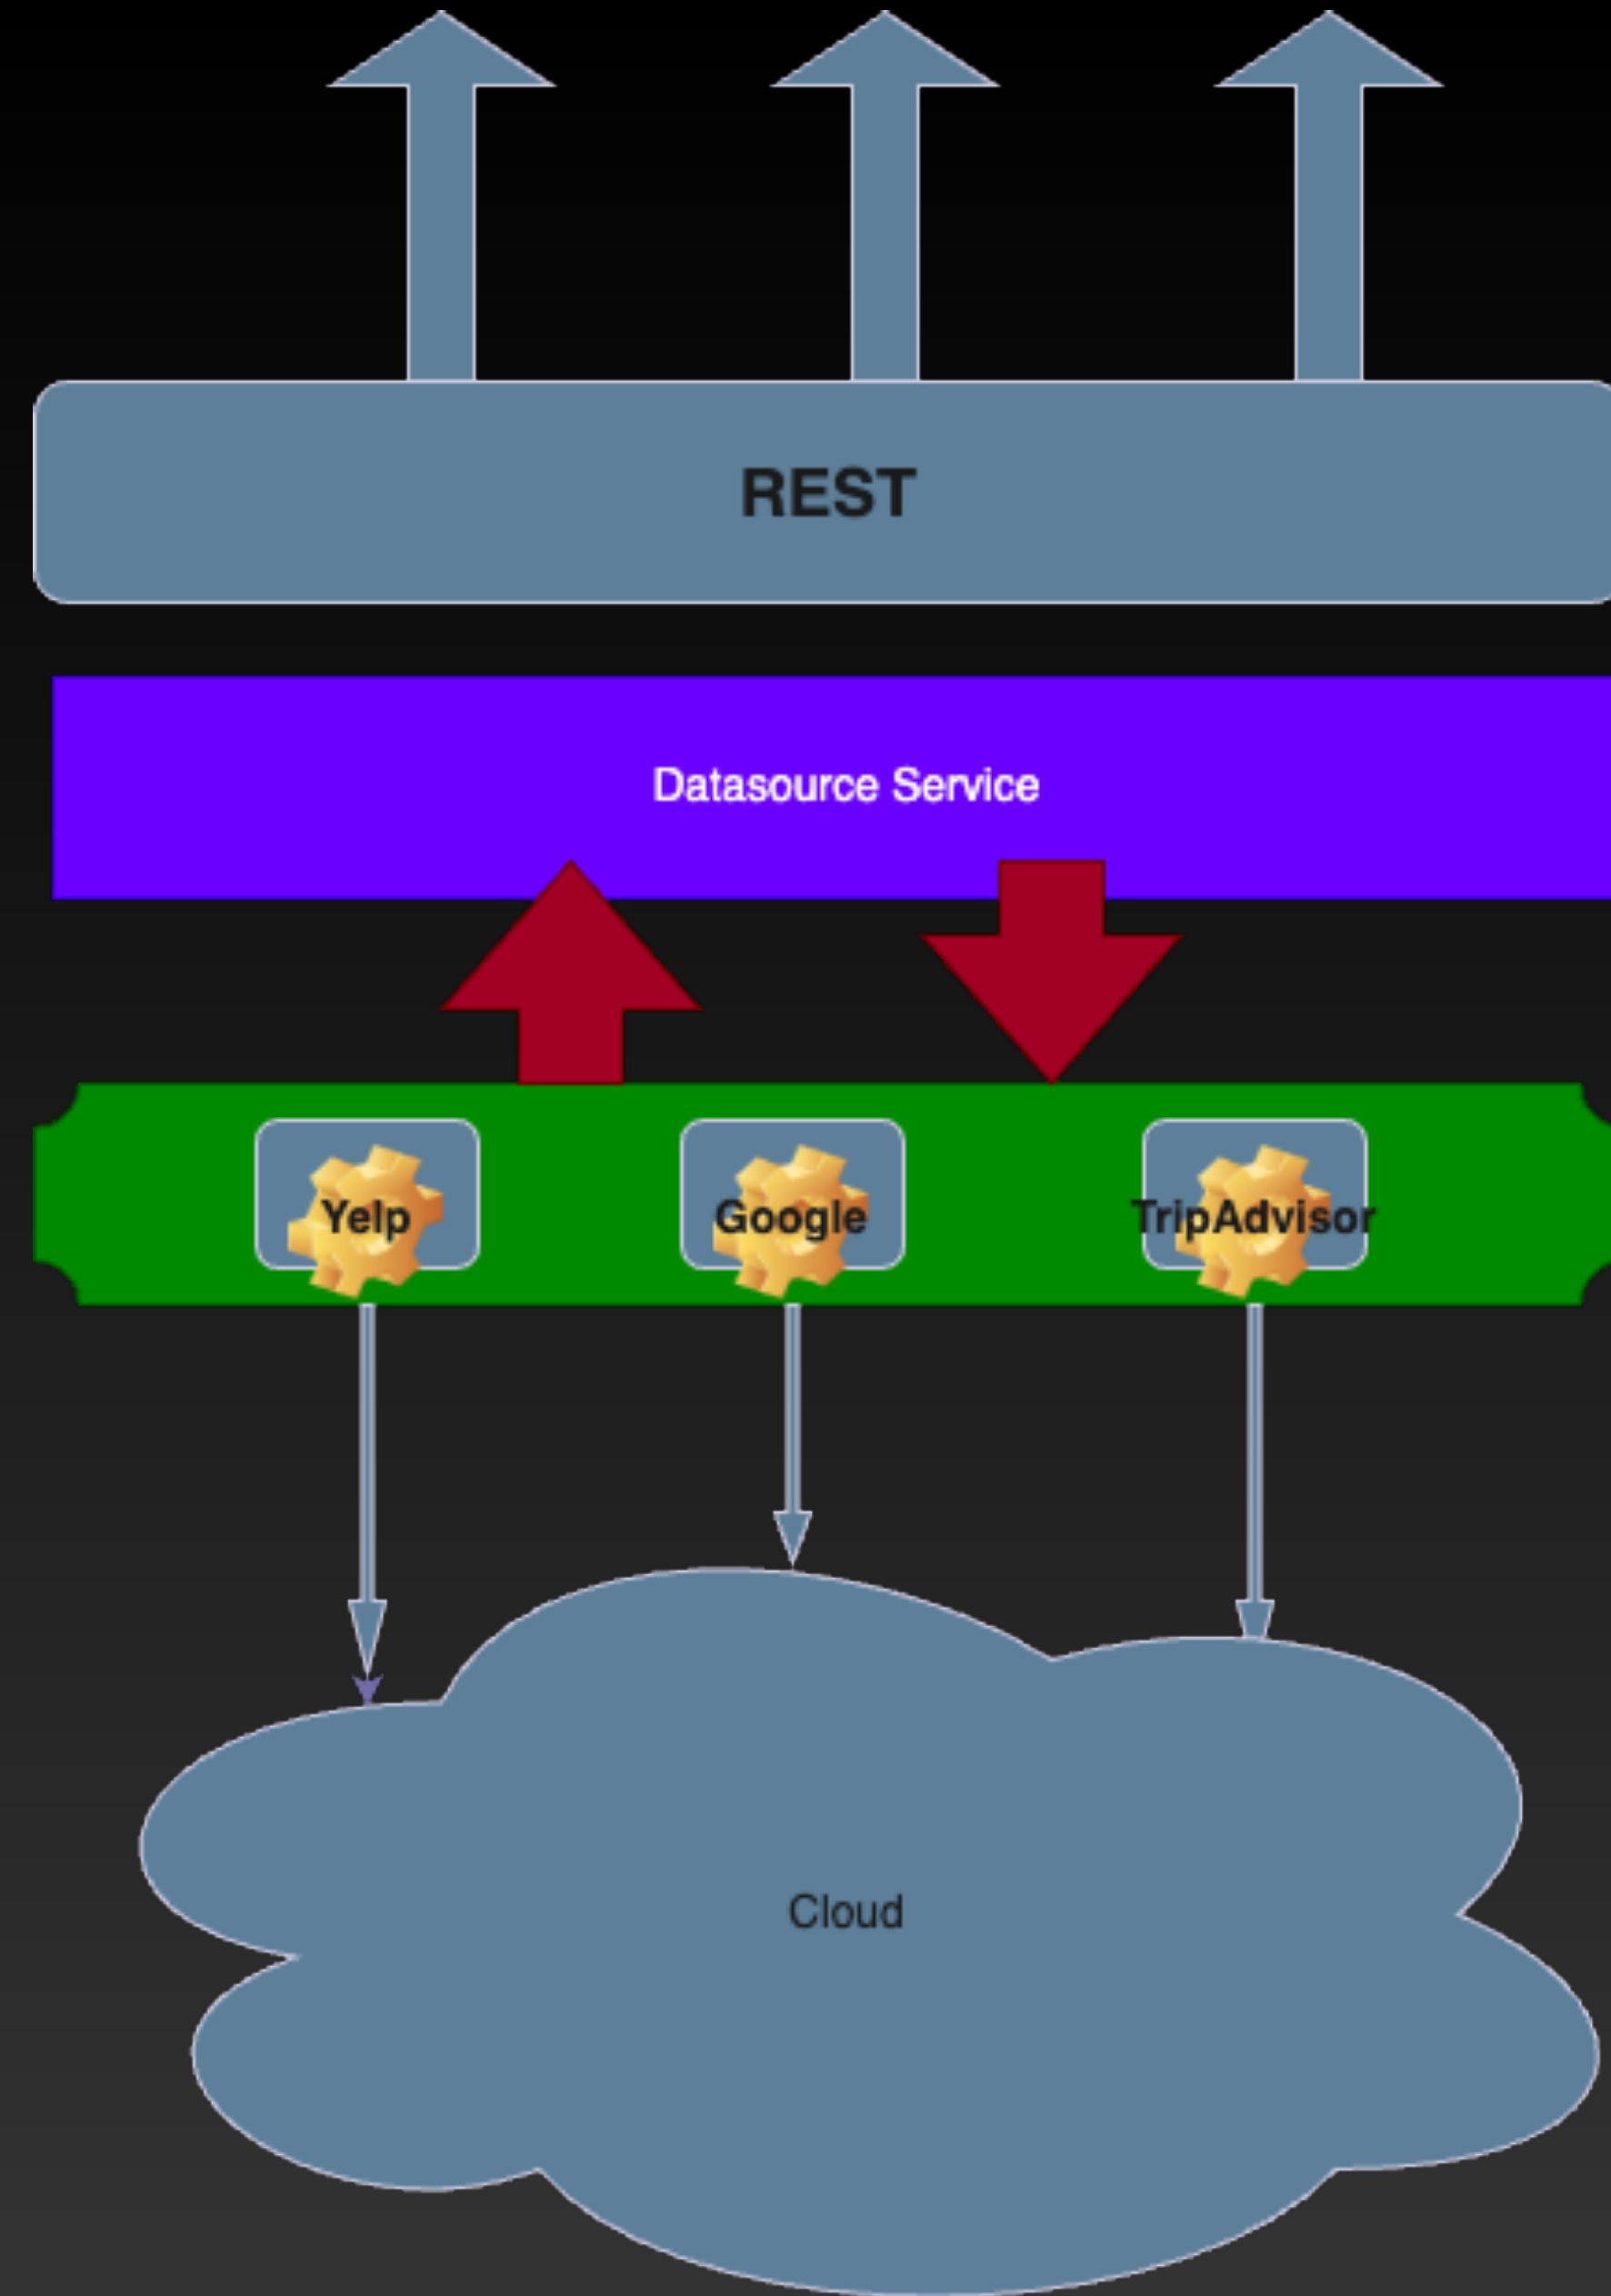 REST
Datasource Service
Yelp
Google
TripAdvisor
Cloud